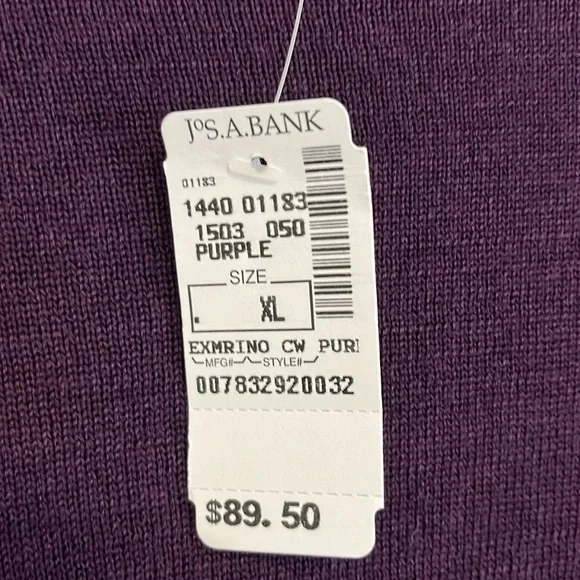 JoS.A.BANK
01183
1440 01183
1503 050
PURPLE
SIZE
. XL
EXMRINO CW PUR
MFG# STYLE#
007832920032
$89.50